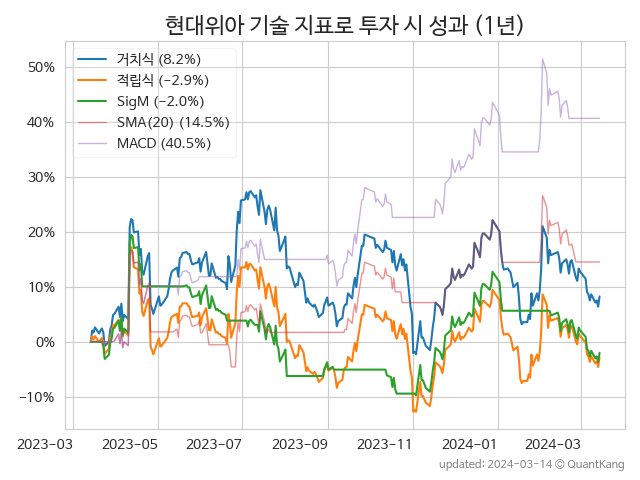 현대위아 기술 지표로 투자 시 성과 (1년)
거치식 (8.2%)
적립식 (−2.9%)
SigM (−2.0%)
SMA(20) (14.5%)
MACD (40.5%)
50%
40%
30%
20%
10%
0%
−10%
2023-03 2023-05 2023-07 2023-09 2023-11 2024-01 2024-03
updated: 2024-03-14 © QuantKang